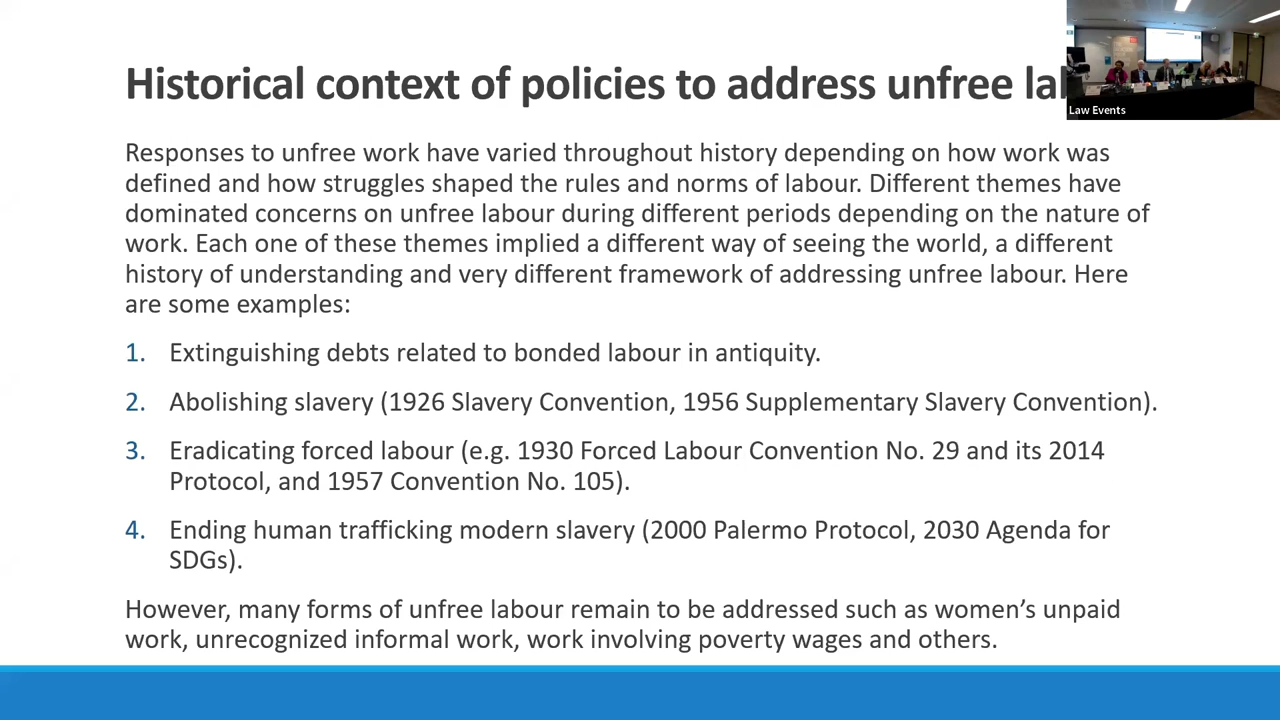 Historical context of policies to address unfree
Law Events
Responses to unfree work have varied throughout history depending on how work was
defined and how struggles shaped the rules and norms of labour. Different themes have
dominated concerns on unfree labour during different periods depending on the nature of
work. Each one of these themes implied a different way of seeing the world, a different
history of understanding and very different framework of addressing unfree labour. Here
are some examples:
1. Extinguishing debts related to bonded labour in antiquity.
2. Abolishing slavery (1926 Slavery Convention, 1956 Supplementary Slavery Convention).
3. Eradicating forced labour (e.g. 1930 Forced Labour Convention No. 29 and its 2014
Protocol, and 1957 Convention No. 105).
4. Ending human trafficking modern slavery (2000 Palermo Protocol, 2030 Agenda for
SDGs).
However, many forms of unfree labour remain to be addressed such as women’s unpaid
work, unrecognized informal work, work involving poverty wages and others.